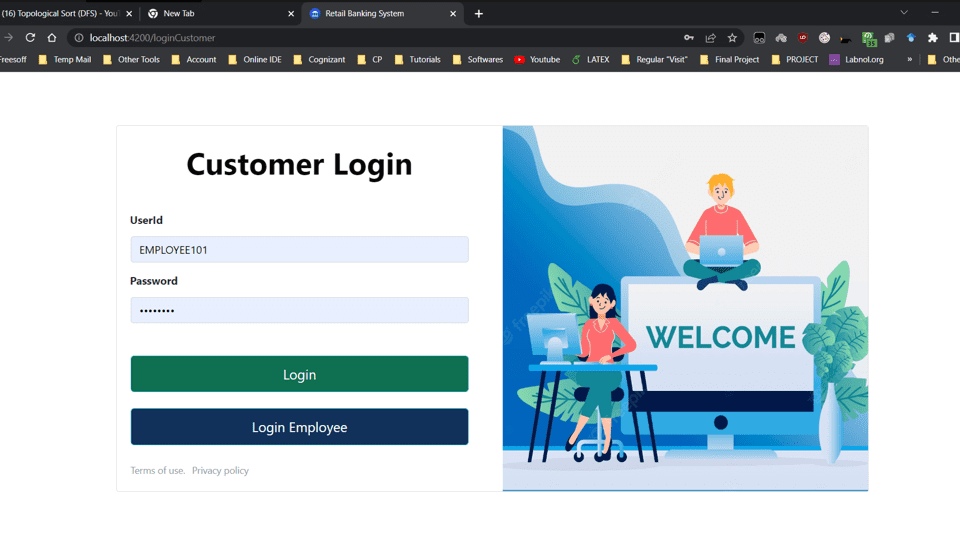 (16) Topological Sort (DFS) - You
New Tab
Retail Banking System
localhost:4200/loginCustomer
Freesoff Temp Mail Other Tools Account Online IDE Cognizant CP Tutorials Softwares Youtube LATEX Regular "Visit" Final Project PROJECT Labnol.org » Othe
Customer Login
UserId
EMPLOYEE101
Password
••••••••
Login
Login Employee
Terms of use. Privacy policy
WELCOME